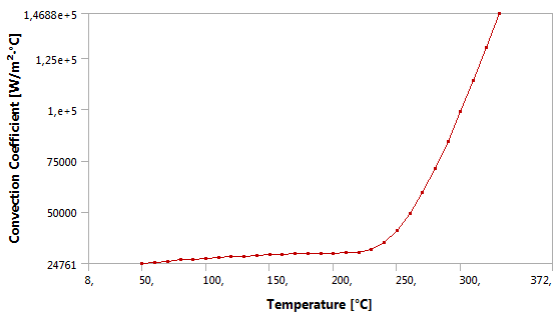 1,4688e+5
1,25e+5
1,e+5
75000
50000
24761
Convection Coefficient [W/m²·°C]
8,
50,
100,
150,
200,
250,
300,
372,
Temperature [°C]